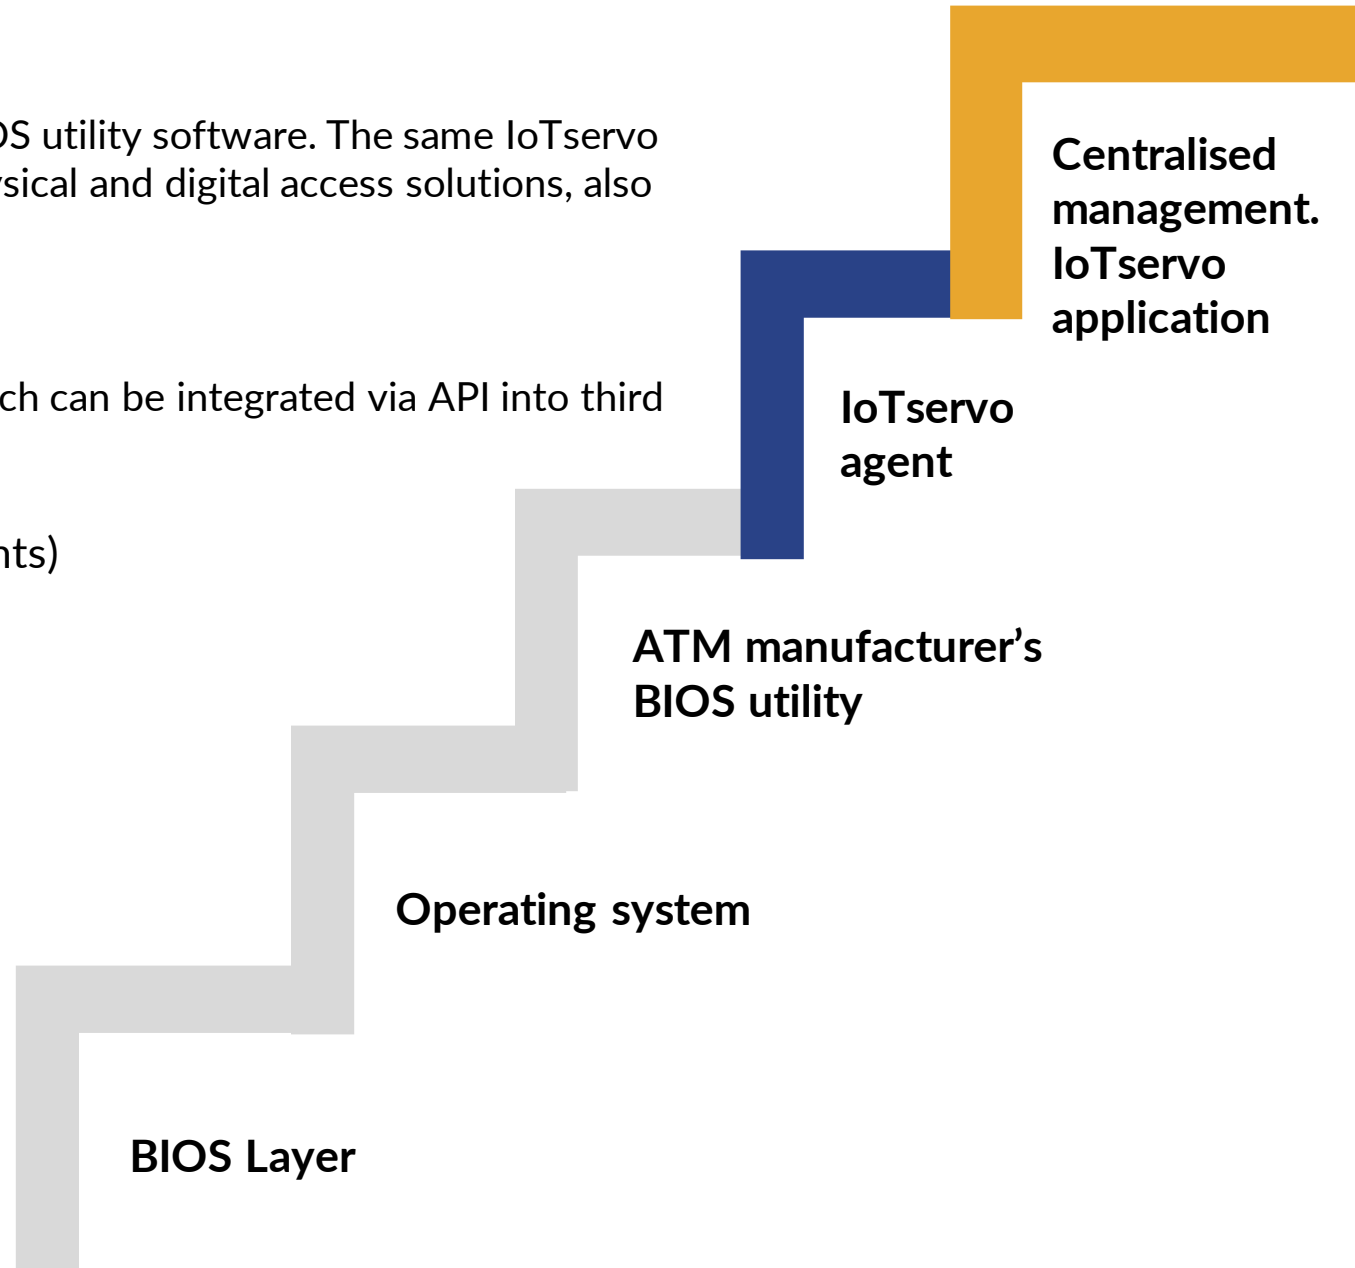 OS utility software. The same IoTservo
sical and digital access solutions, also
ch can be integrated via API into third
nts)
Centralised
management.
IoTservo
application
IoTservo
agent
ATM manufacturer’s
BIOS utility
Operating system
BIOS Layer